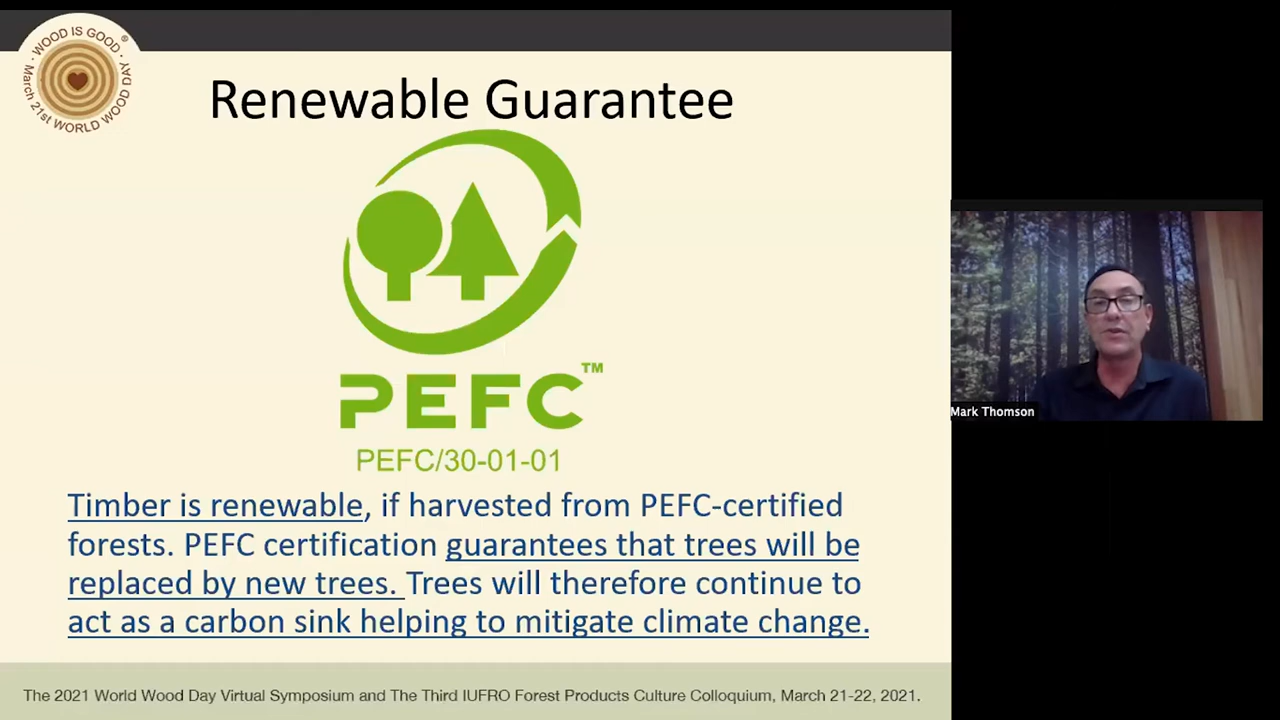 WOOD IS GOOD
®
March 21st WORLD WOOD DAY
Renewable Guarantee
PEFC™
PEFC/30-01-01
Timber is renewable, if harvested from PEFC-certified
forests. PEFC certification guarantees that trees will be
replaced by new trees. Trees will therefore continue to
act as a carbon sink helping to mitigate climate change.
Mark Thomson
The 2021 World Wood Day Virtual Symposium and The Third IUFRO Forest Products Culture Colloquium, March 21-22, 2021.